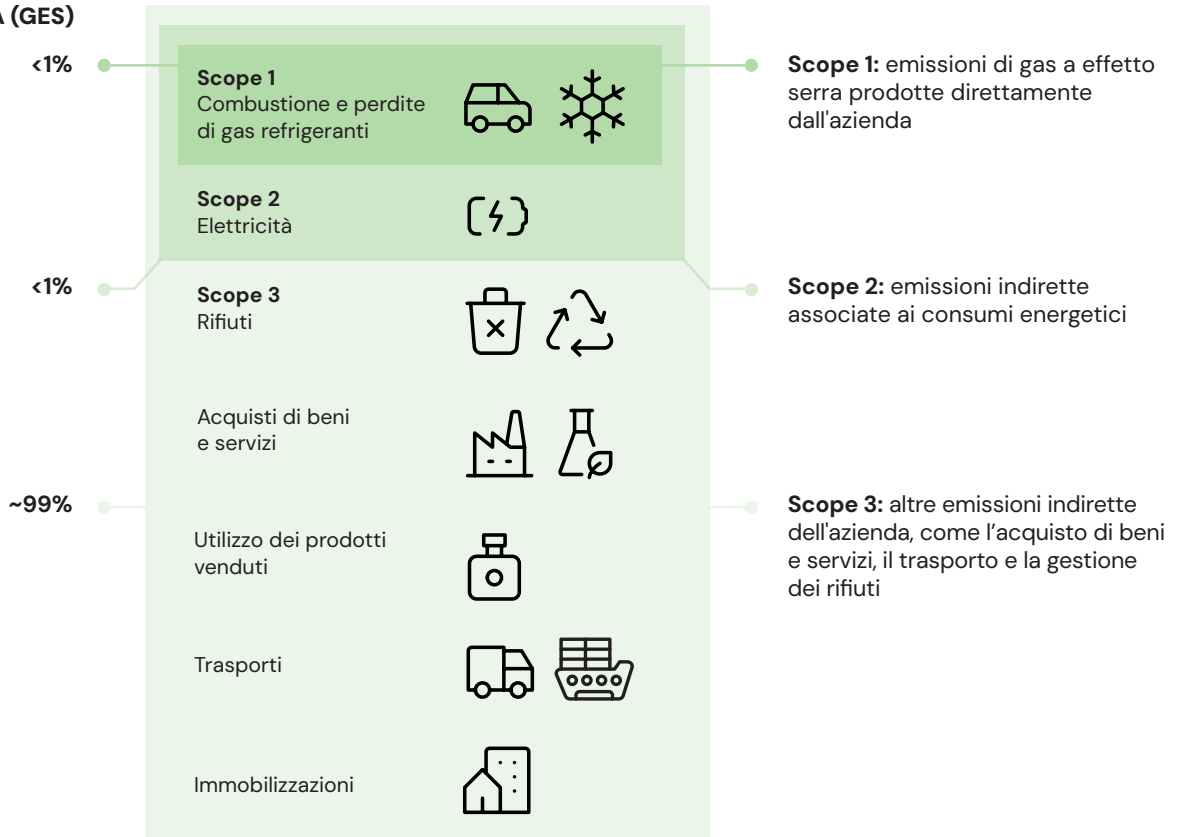 A (GES)
<1%
Scope 1
Combustione e perdite
di gas refrigeranti
Scope 1: emissioni di gas a effetto
serra prodotte direttamente
dall'azienda
Scope 2
Elettricità
<1%
Scope 2: emissioni indirette
associate ai consumi energetici
Scope 3
Rifiuti
Acquisti di beni
e servizi
~99%
Scope 3: altre emissioni indirette
dell'azienda, come l’acquisto di beni
e servizi, il trasporto e la gestione
dei rifiuti
Utilizzo dei prodotti
venduti
Trasporti
Immobilizzazioni